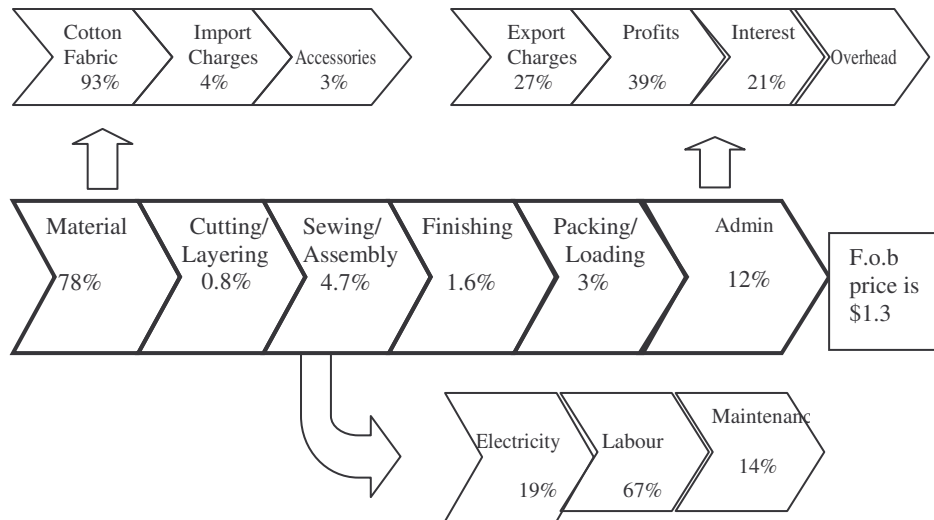 Cotton
Fabric
93%
Import
Charges
4%
Accessories
3%
Export
Charges
27%
Profits
39%
Interest
21%
Overhead
Material
78%
Cutting/
Layering
0.8%
Sewing/
Assembly
4.7%
Finishing
1.6%
Packing/
Loading
3%
Admin
12%
F.o.b
price is
$1.3
Electricity
19%
Labour
67%
Maintenanc
14%